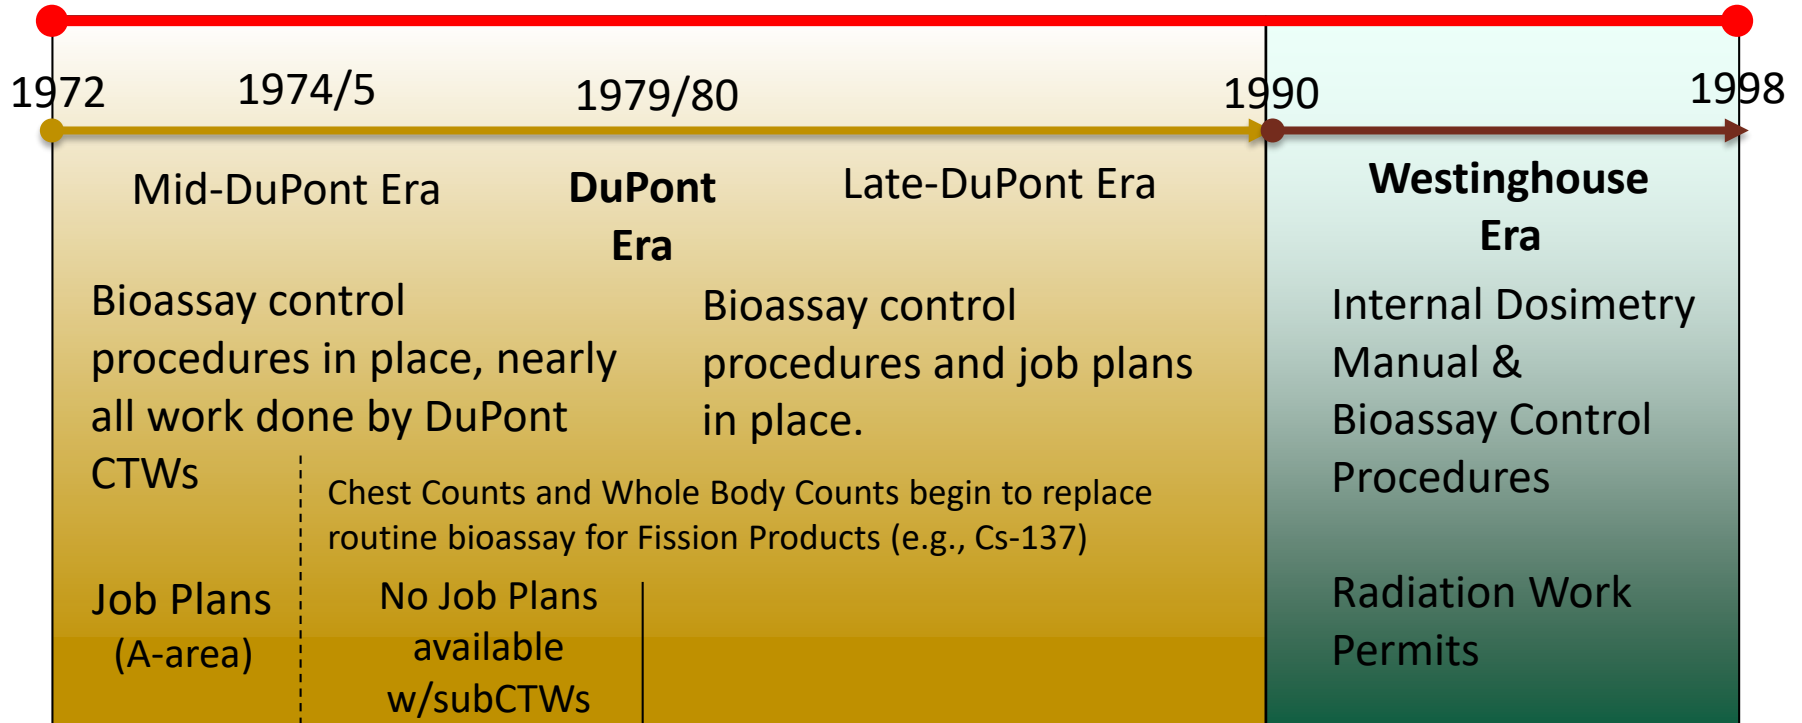 1972
1974/5
1979/80
1990
1998
Mid-DuPont Era
DuPont
Era
Late-DuPont Era
Westinghouse
Era
Bioassay control
procedures in place, nearly
all work done by DuPont
CTWs
Bioassay control
procedures and job plans
in place.
Internal Dosimetry
Manual &
Bioassay Control
Procedures
Chest Counts and Whole Body Counts begin to replace
routine bioassay for Fission Products (e.g., Cs-137)
Job Plans
(A-area)
No Job Plans
available
w/subCTWs
Radiation Work
Permits